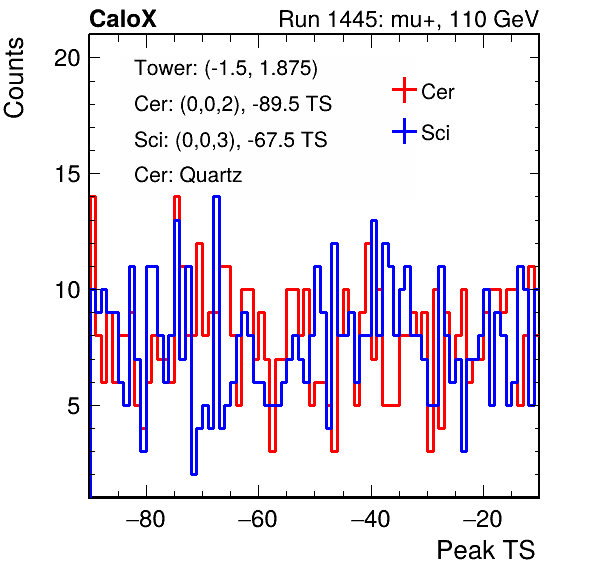 CaloX Run 1445: mu+, 110 GeV
Counts
20
15
10
5
Tower: (-1.5, 1.875)
Cer: (0,0,2), -89.5 TS
Sci: (0,0,3), -67.5 TS
Cer: Quartz
Cer
Sci
−80 −60 −40 −20
Peak TS